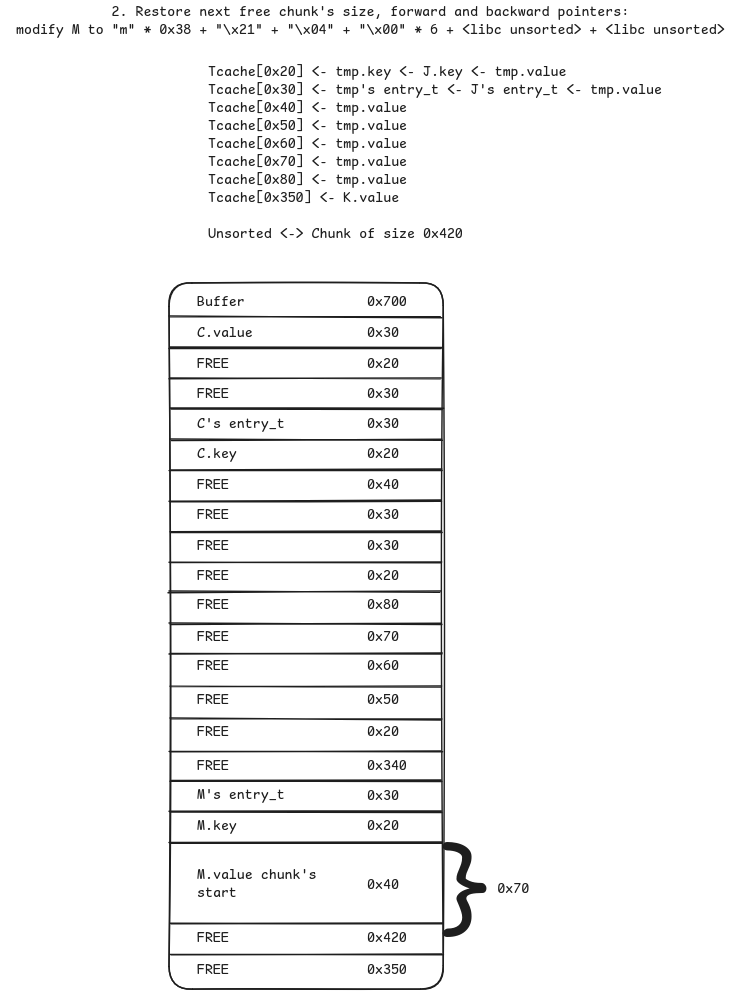 2. Restore next free chunk's size, forward and backward pointers:
modify M to "m" * 0x38 + "\x21" + "\x04" + "\x00" * 6 + <libc unsorted> + <libc unsorted>
Tcache[0x20] <- tmp.key <- J.key <- tmp.value
Tcache[0x30] <- tmp's entry_t <- J's entry_t <- tmp.value
Tcache[0x40] <- tmp.value
Tcache[0x50] <- tmp.value
Tcache[0x60] <- tmp.value
Tcache[0x70] <- tmp.value
Tcache[0x80] <- tmp.value
Tcache[0x350] <- K.value
Unsorted <-> Chunk of size 0x420
Buffer 0x700
C.value 0x30
FREE 0x20
FREE 0x30
C's entry_t 0x30
C.key 0x20
FREE 0x40
FREE 0x30
FREE 0x30
FREE 0x20
FREE 0x80
FREE 0x70
FREE 0x60
FREE 0x50
FREE 0x20
FREE 0x340
M's entry_t 0x30
M.key 0x20
M.value chunk's
start 0x40
0x70
FREE 0x420
FREE 0x350